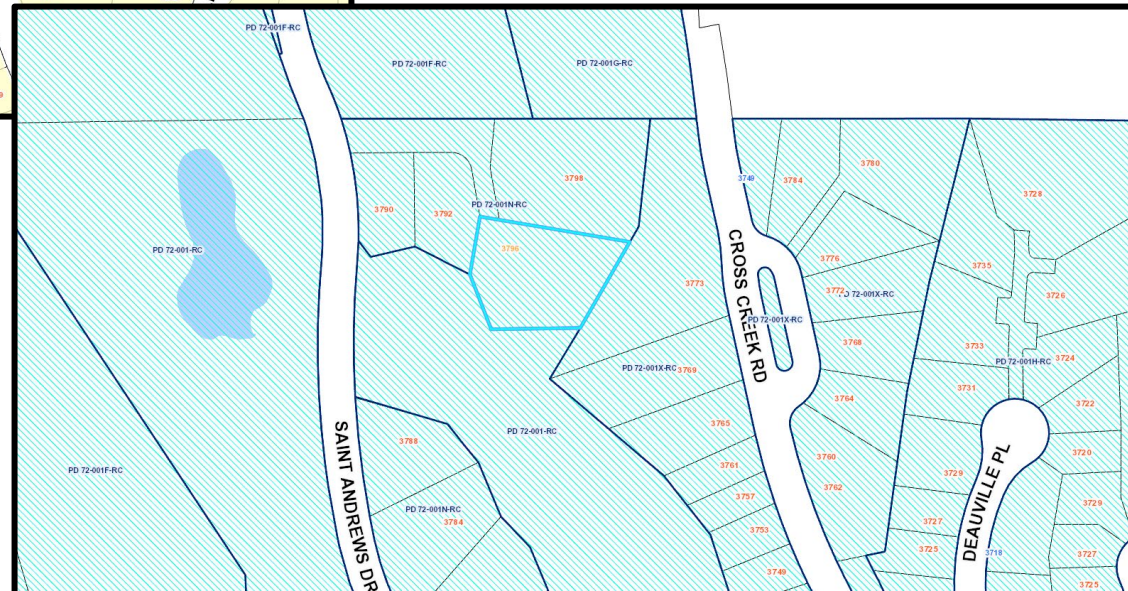 PD 72-001F-RC
PD 72-001F-RC
PD 72-001G-RC
3798
3749
3784
3780
3728
3790
3792
PD 72-001N-RC
PD 72-001-RC
3796
CROSS CREEK RD
3776
3735
3773
3772
PD 72-001X-RC
3726
PD 72-001X-RC
3768
3733
PD 72-001H-RC
3724
PD 72-001X-RC
3769
3731
3764
3722
3788
3765
PD 72-001-RC
SAINT ANDREWS DR
3760
3720
PD 72-001F-RC
3761
3729
3762
3757
3729
PD 72-001N-RC
3784
3753
3727
DEAUVILLE PL
3725
3718
3727
3749
3725